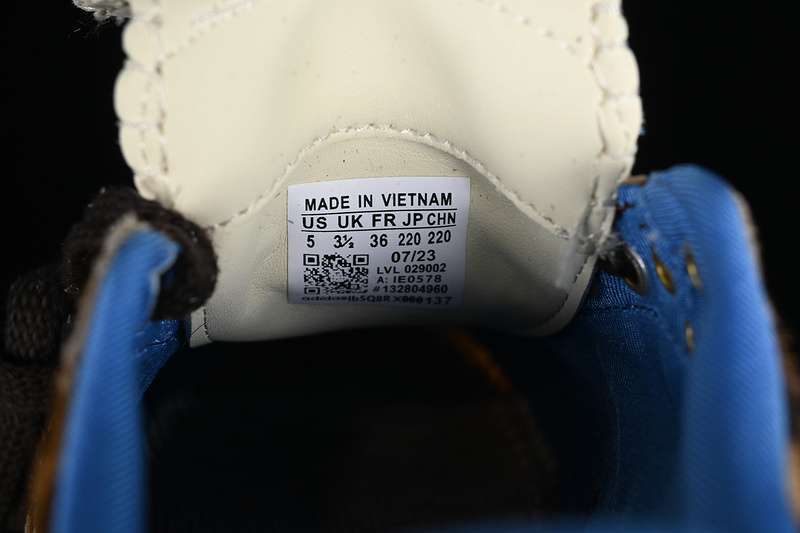 MADE IN VIETNAM
US UK FR JP CHN
5 3½ 36 220 220
07/23
LVL 029002
A: IE0578
#132804960